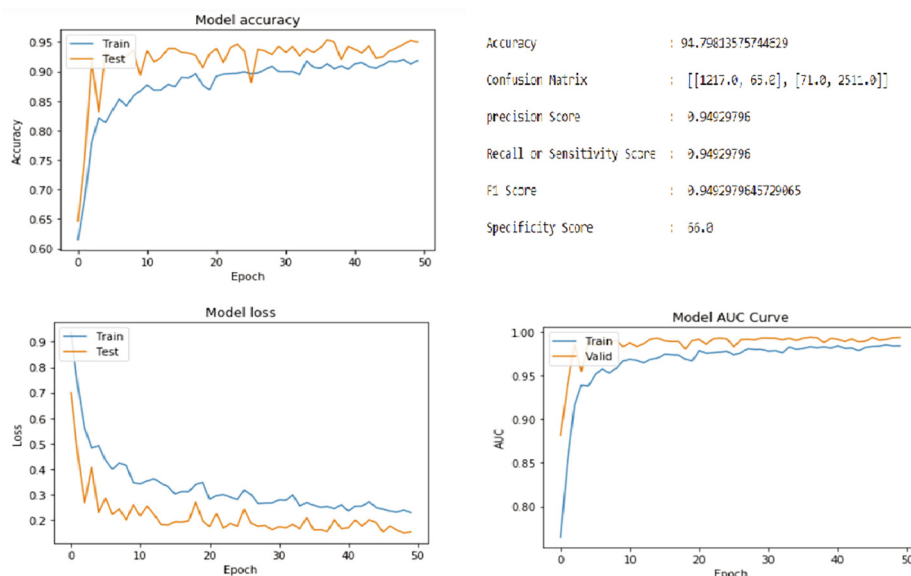 Model accuracy
Train
Test
0.95
0.90
0.85
0.80
0.75
0.70
0.65
0.60
Accuracy
0 10 20 30 40 50
Epoch
Accuracy : 94.79813575744629
Confusion Matrix : [[1217.0, 65.0], [71.0, 2511.0]]
precision Score : 0.94929796
Recall or Sensitivity Score : 0.94929796
F1 Score : 0.9492979645729065
Specificity Score : 66.0
Model loss
Train
Test
0.9
0.8
0.7
0.6
0.5
0.4
0.3
0.2
Loss
0 10 20 30 40 50
Epoch
Model AUC Curve
Train
Valid
1.00
0.95
0.90
0.85
0.80
AUC
0 10 20 30 40 50
Epoch